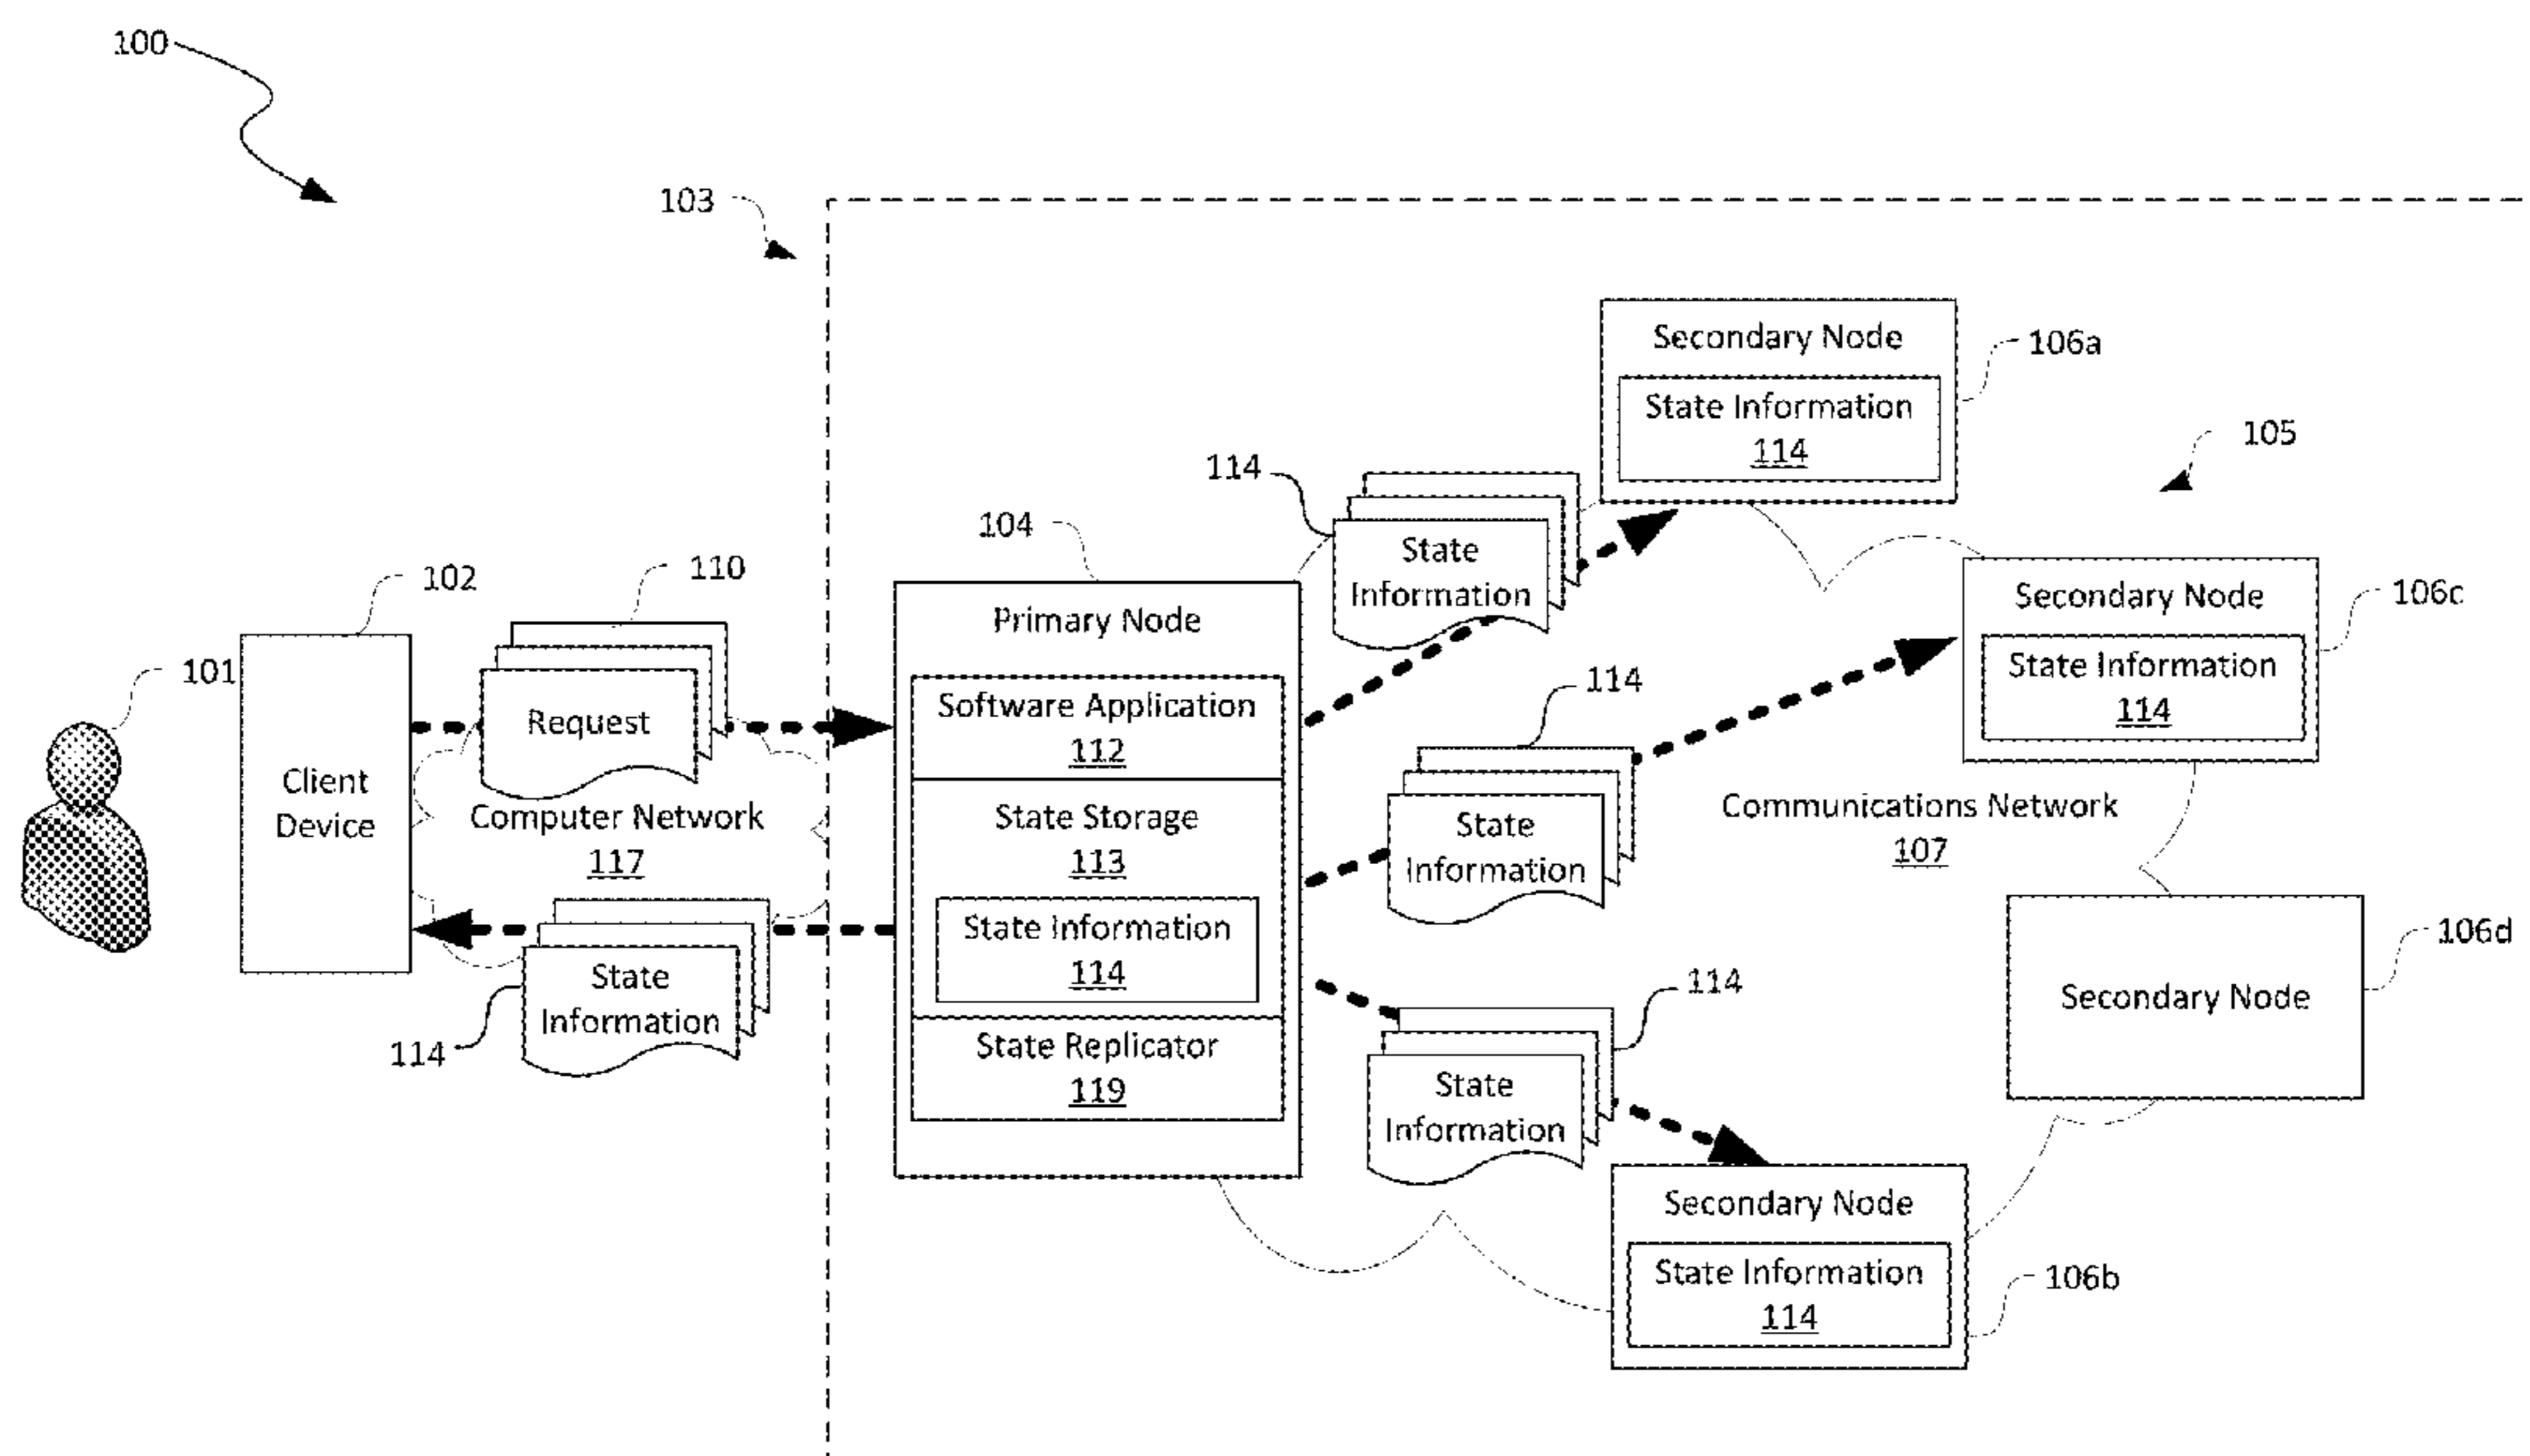 100
103
Secondary Node
106a
State Information
114
105
114
104
State
Information
102
110
Secondary Node
106c
Primary Node
State Information
114
101
114
Software Application
112
Request
Client
Device
Computer Network
117
State Storage
113
State
Information
Communications Network
107
State Information
114
106d
State
Information
114
114
Secondary Node
State Replicator
119
State
Information
Secondary Node
State Information
114
106b